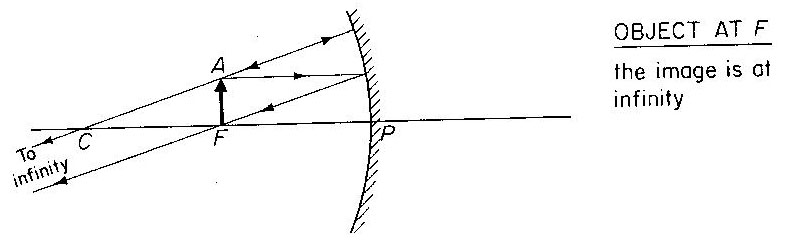 OBJECT AT F
the image is at
infinity
A
C
F
P
To
infinity